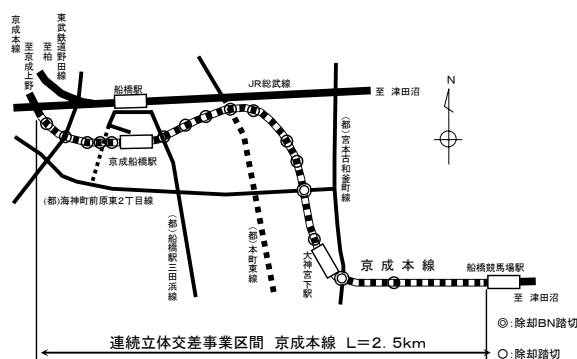 京成本線
至京成上野
東武鉄道野田線
至柏
船橋駅
JR総武線
至 津田沼
N
京成船橋駅
(都)宮本古和釜町線
(都)海神町前原東2丁目線
(都)船橋駅三田浜線
(都)本町東線
大神宮下駅
京成本線
船橋競馬場駅
至 津田沼
◎:除却BN踏切
○:除却踏切
連続立体交差事業区間 京成本線 L=2.5km